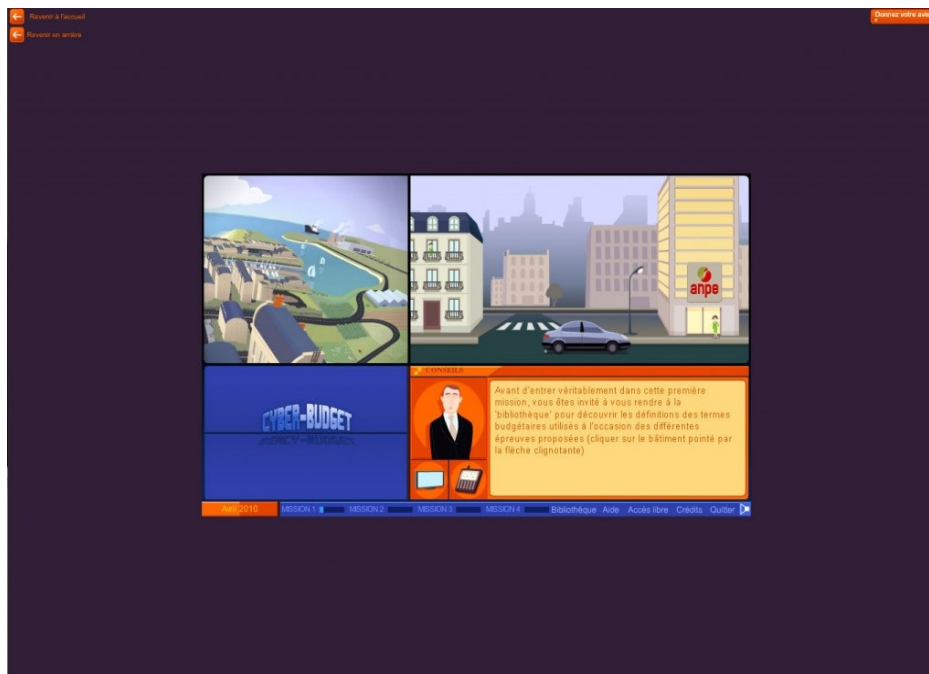 Revenir à l'accueil
Donnez votre avis
Revenir en arrière
anpe
CONSEILS
Avant d'entrer véritablement dans cette première
mission, vous êtes invité à vous rendre à la
'bibliothèque' pour découvrir les définitions des termes
budgétaires utilisés à l'occasion des différentes
épreuves proposées (cliquer sur le bâtiment pointé par
la flèche clignotante)
CYBER-BUDGET
Avril 2010 MISSION 1 MISSION 2 MISSION 3 MISSION 4 Bibliothèque Aide Accès libre Crédits Quitter